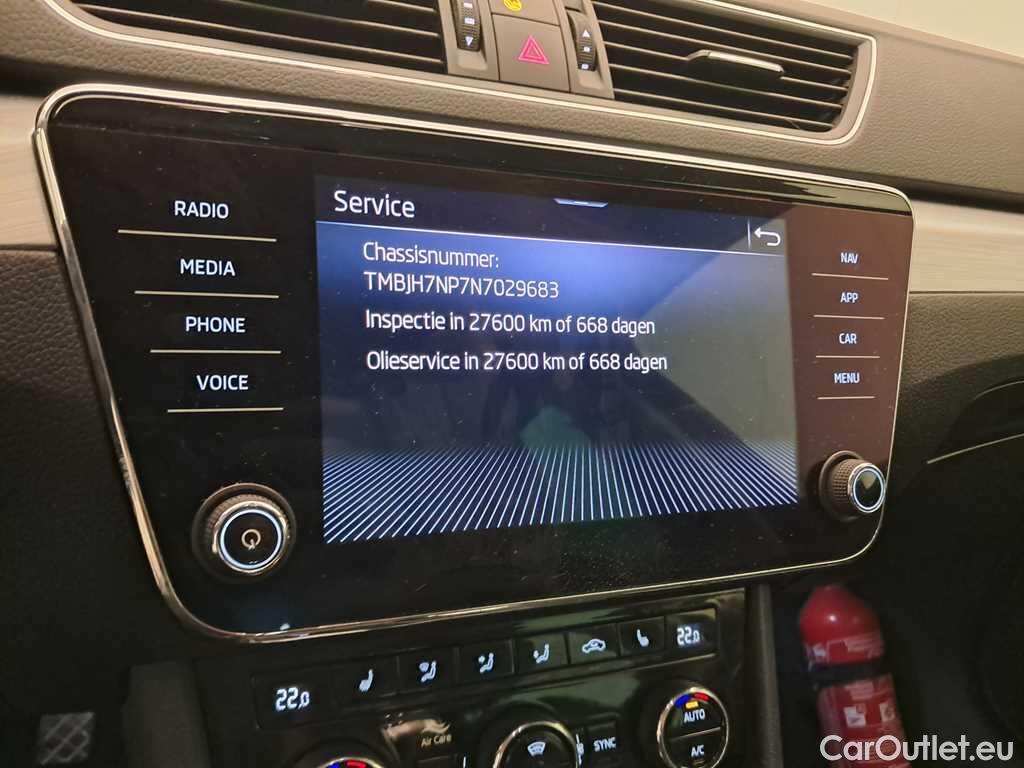 RADIO
MEDIA
PHONE
VOICE
Service
Chassisnummer:
TMBJH7NP7N7029683
Inspectie in 27600 km of 668 dagen
Olieservice in 27600 km of 668 dagen
NAV
APP
CAR
MENU
22.0
22.0
Air Care
SYNC
AUTO
A/C
CarOutlet.eu